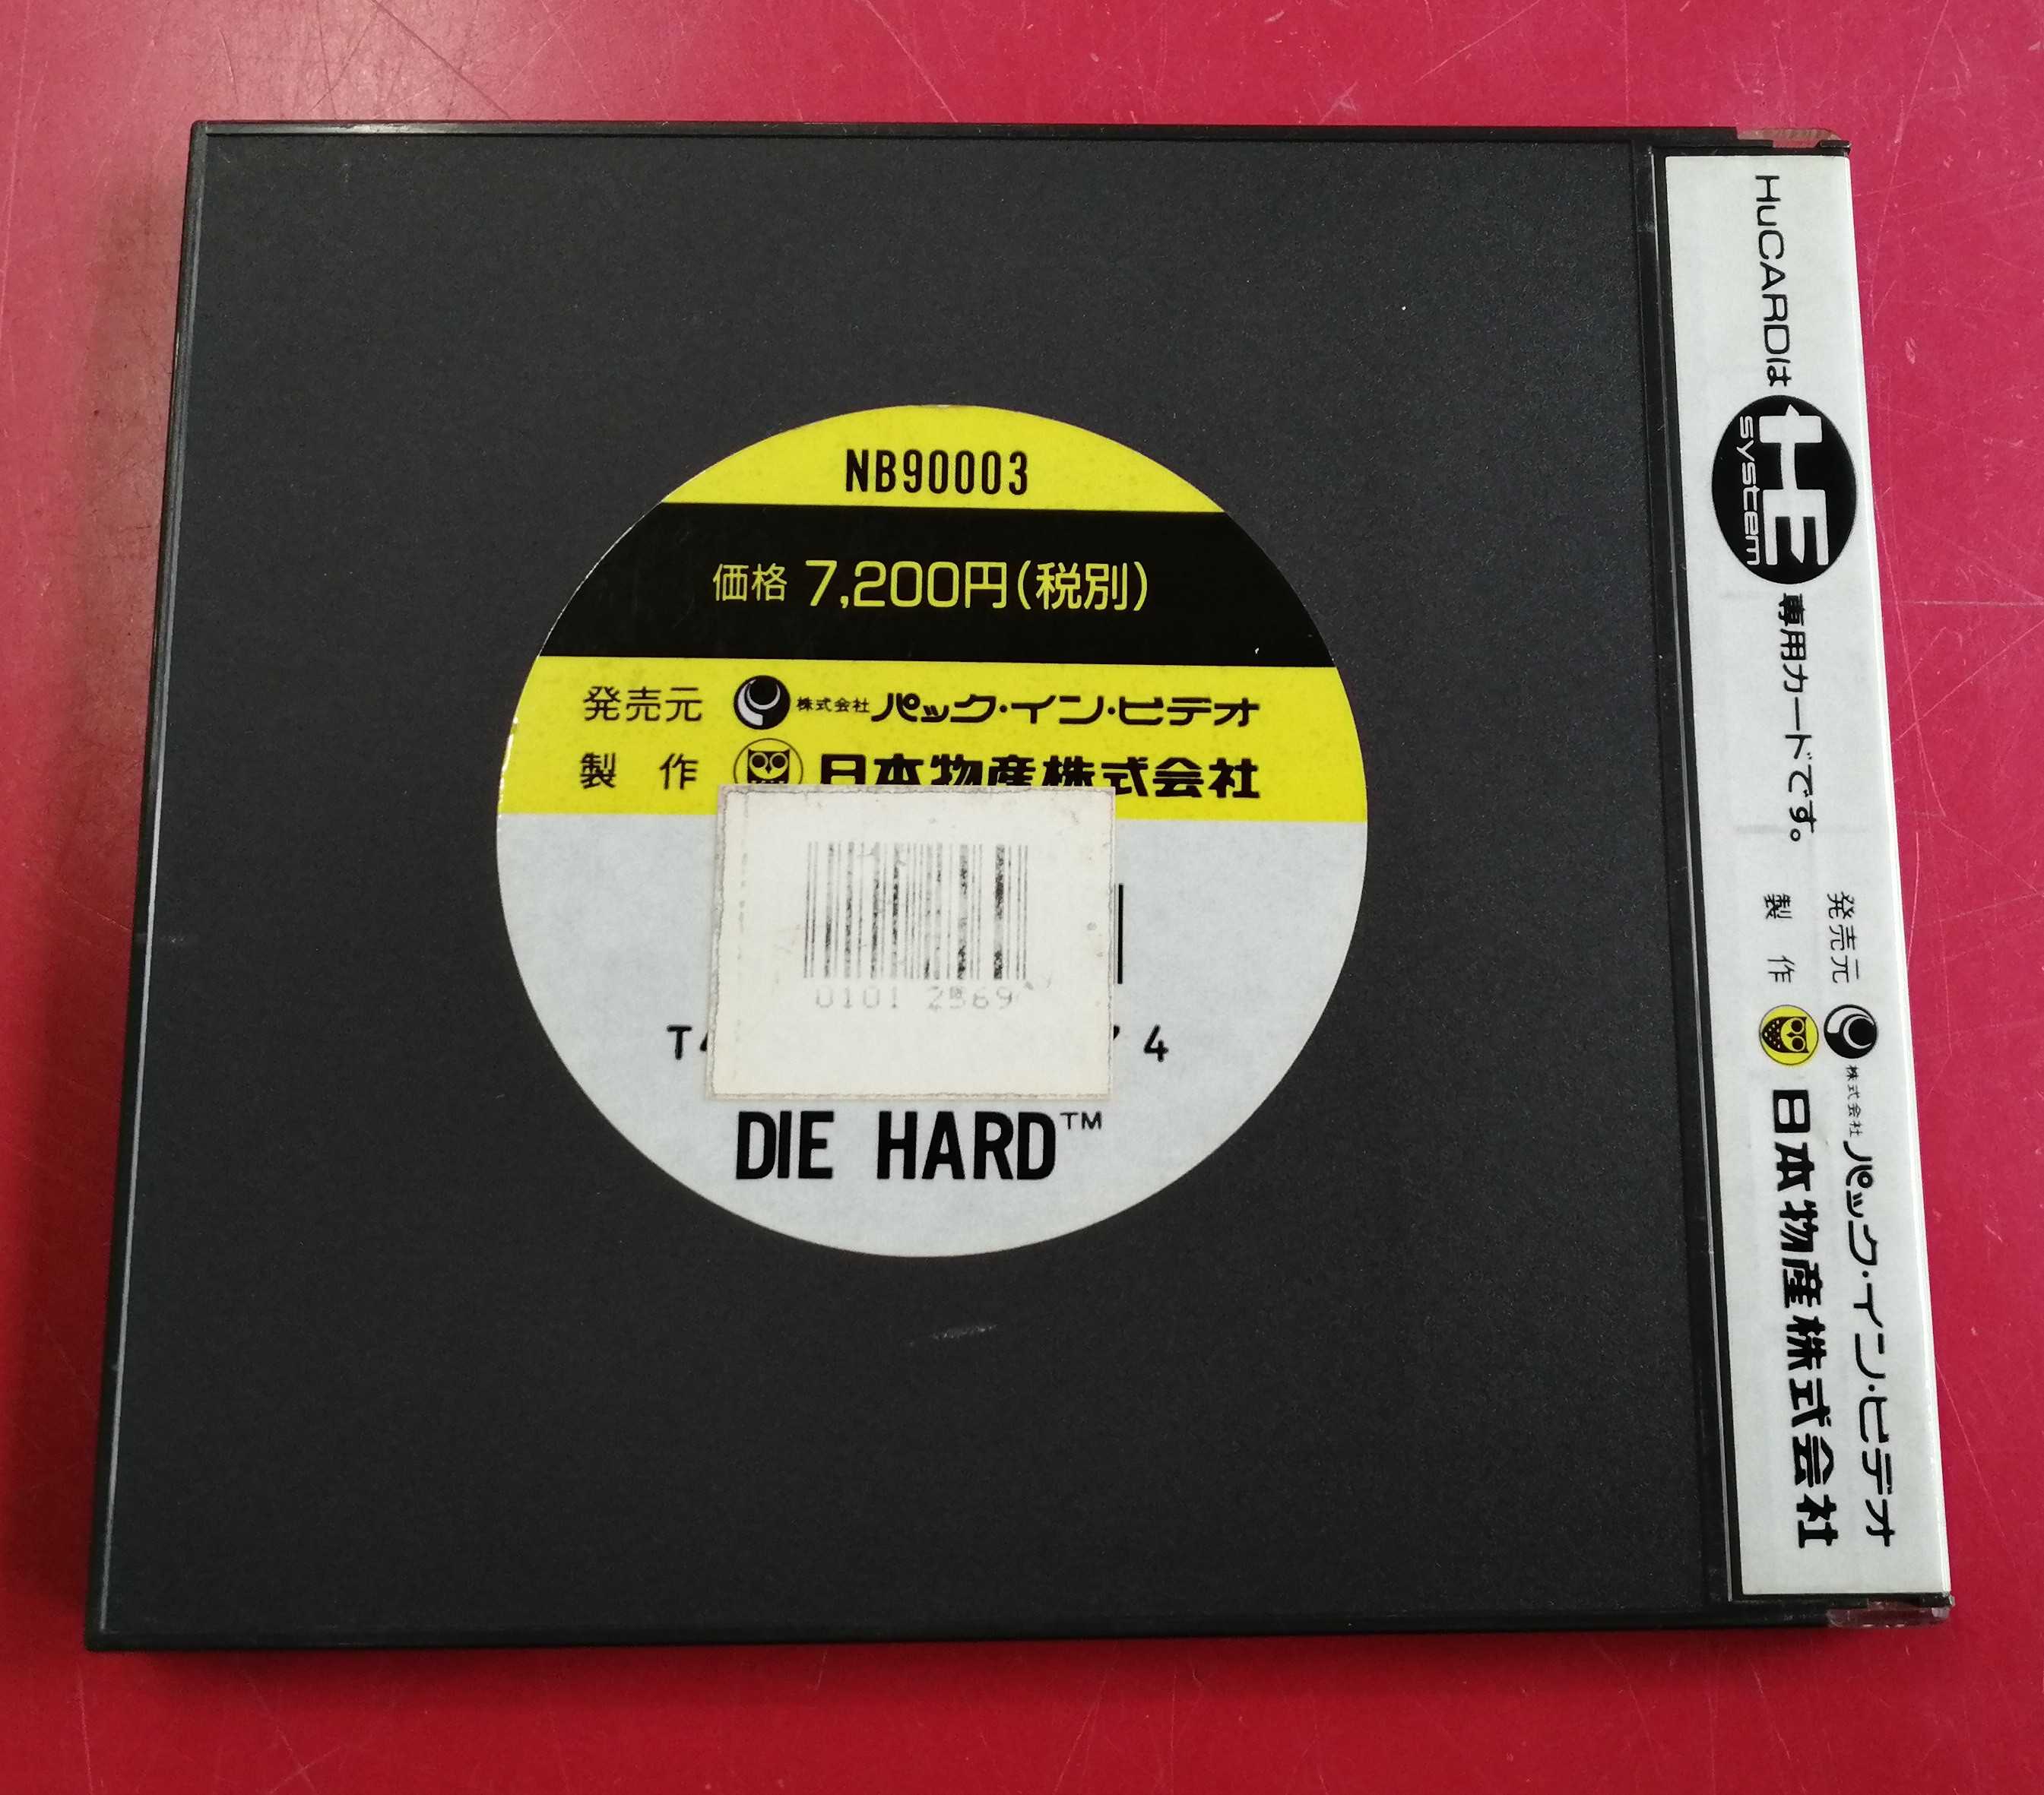 NB90003
価格 7,200円(税別)
発売元 株式会社 パック・イン・ビデオ
製作 日本物産株式会社
0101
4
DIE HARD™
HuCARDは HE system 専用カードです。
発売元 株式会社 パック・イン・ビデオ
製作 日本物産株式会社